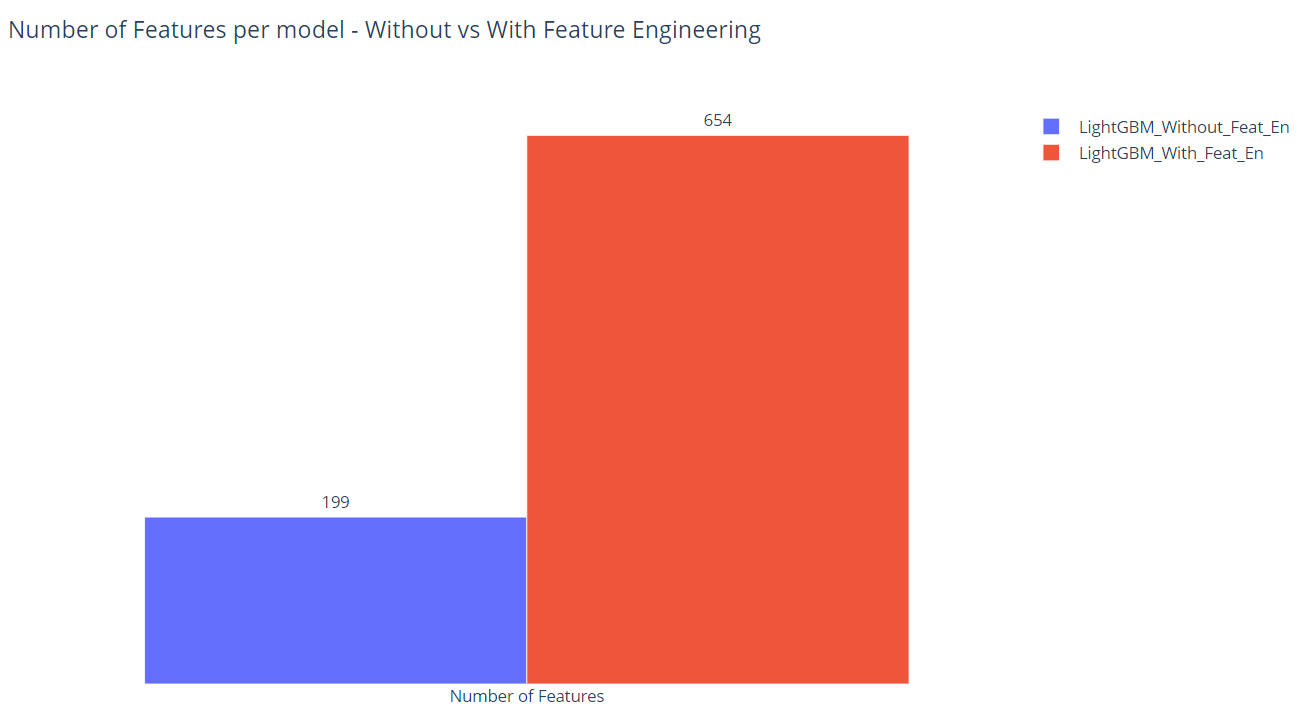 Number of Features per model - Without vs With Feature Engineering
654
LightGBM_Without_Feat_En
LightGBM_With_Feat_En
199
Number of Features